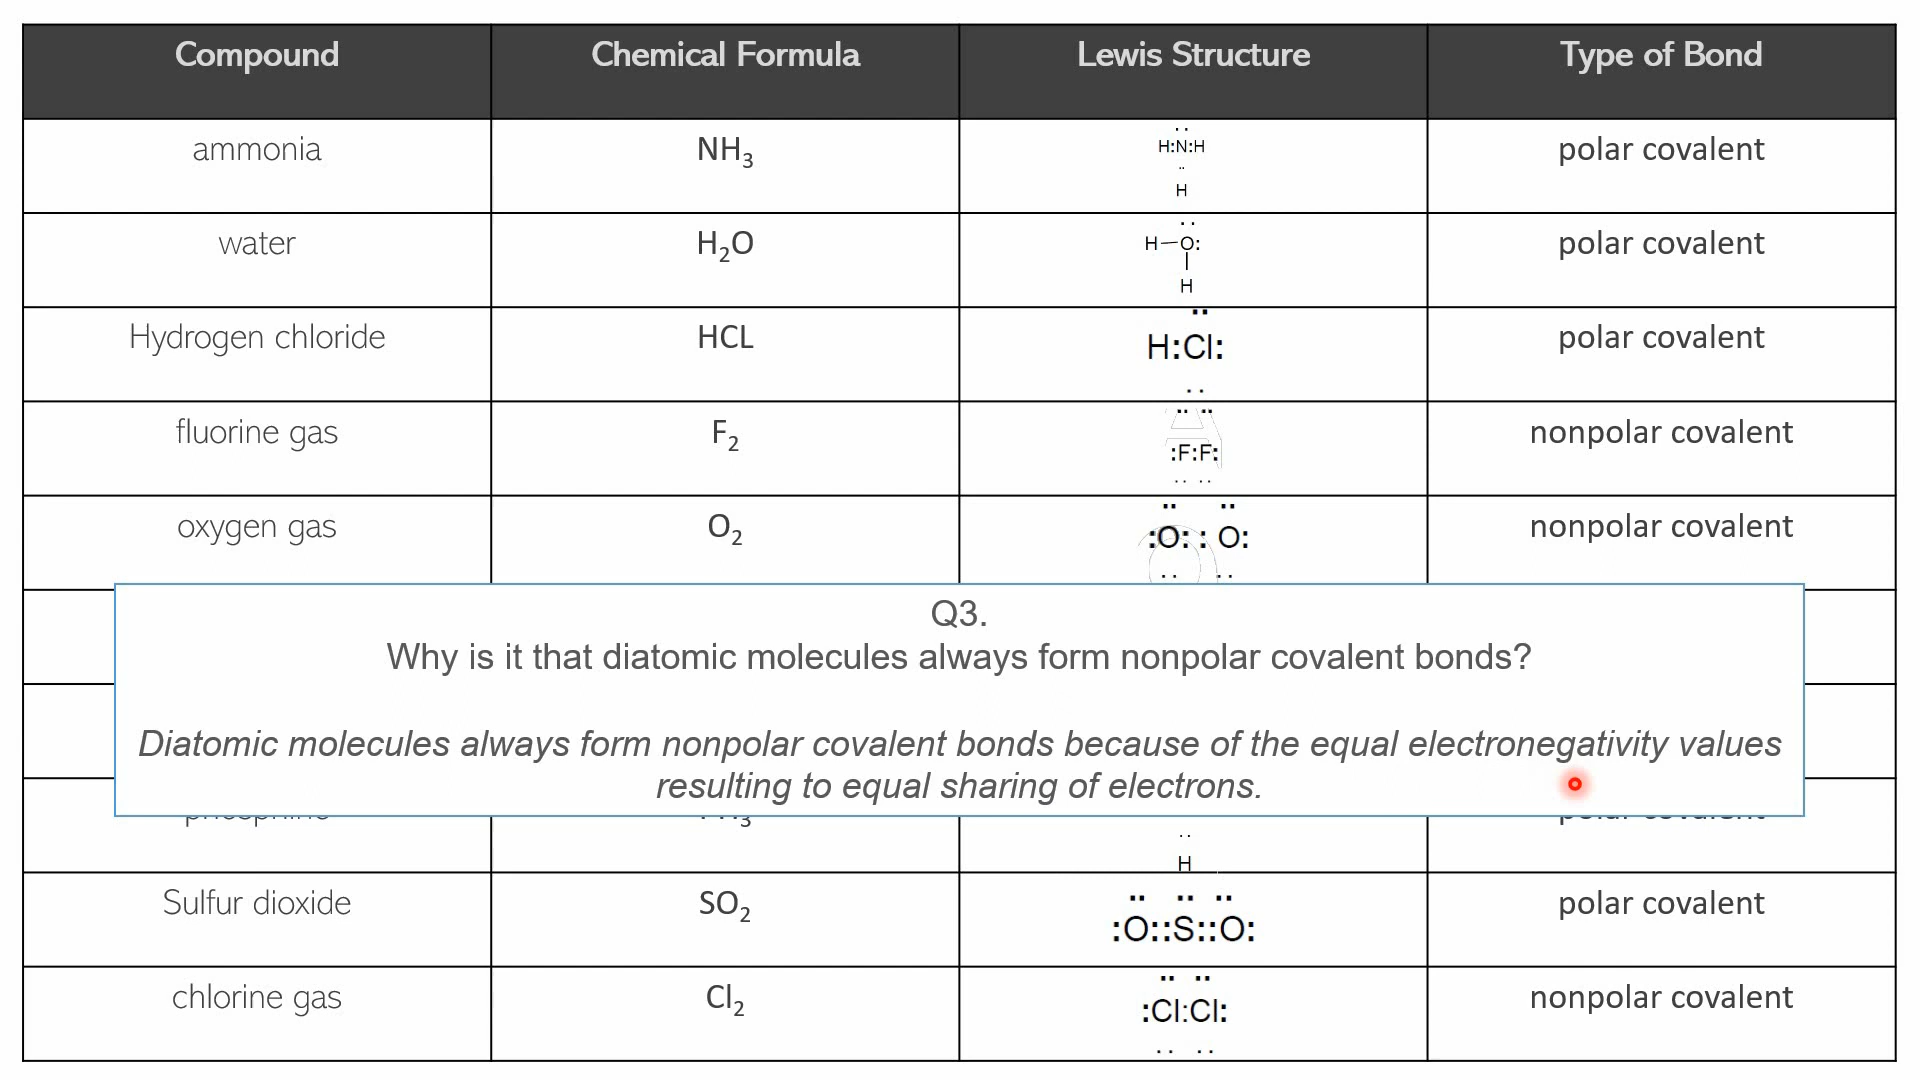 Compound Chemical Formula Lewis Structure Type of Bond
ammonia NH₃ H:N:H H polar covalent
water H₂O H O: H polar covalent
Hydrogen chloride HCL H:Cl: polar covalent
fluorine gas F₂ :F:F: nonpolar covalent
oxygen gas O₂ :O: : O: nonpolar covalent
Q3.
Why is it that diatomic molecules always form nonpolar covalent bonds?
Diatomic molecules always form nonpolar covalent bonds because of the equal electronegativity values
resulting to equal sharing of electrons.
H
Sulfur dioxide SO₂ :O::S::O: polar covalent
chlorine gas Cl₂ :Cl:Cl: nonpolar covalent